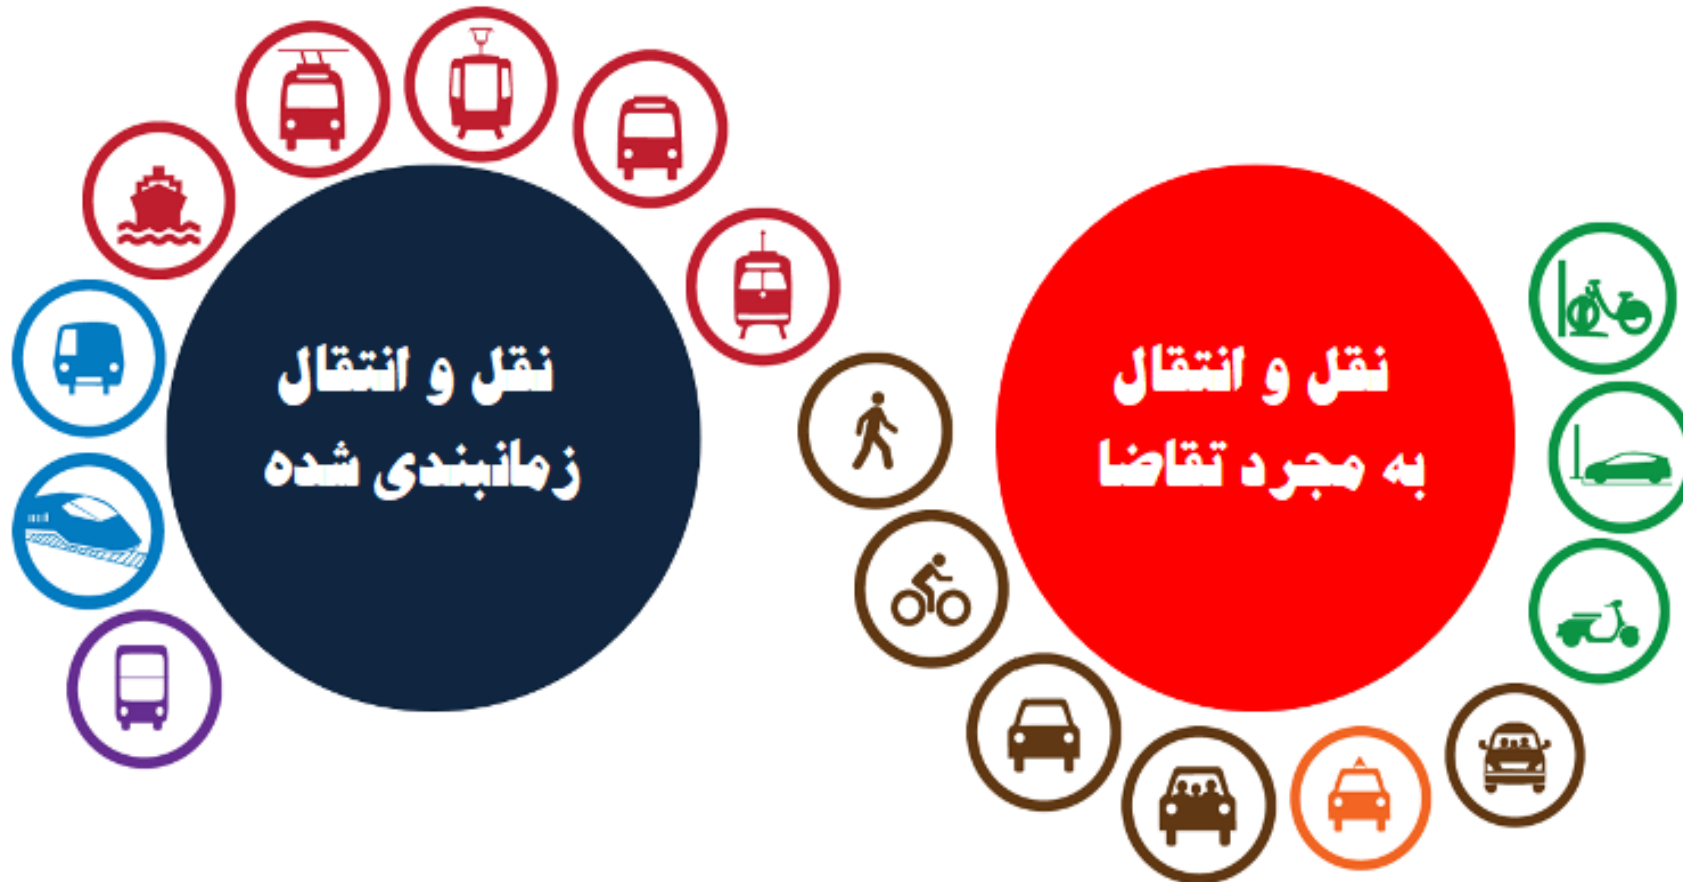 نقل و انتقال
به مجرد تقاضا
نقل و انتقال
زمانبندی شده